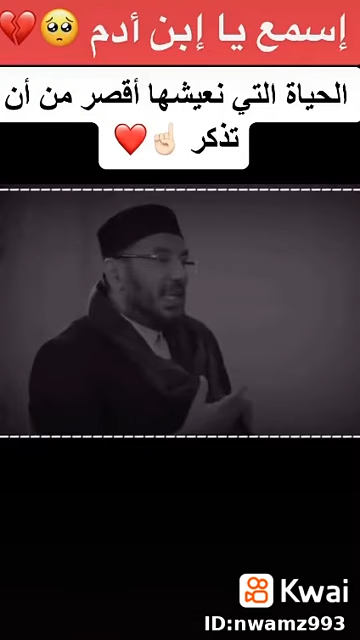 إسمع يا إبن أدم 🥺💔
الحياة التي نعيشها أقصر من أن
تذكر ☝🏻❤️
Kwai
ID:nwamz993